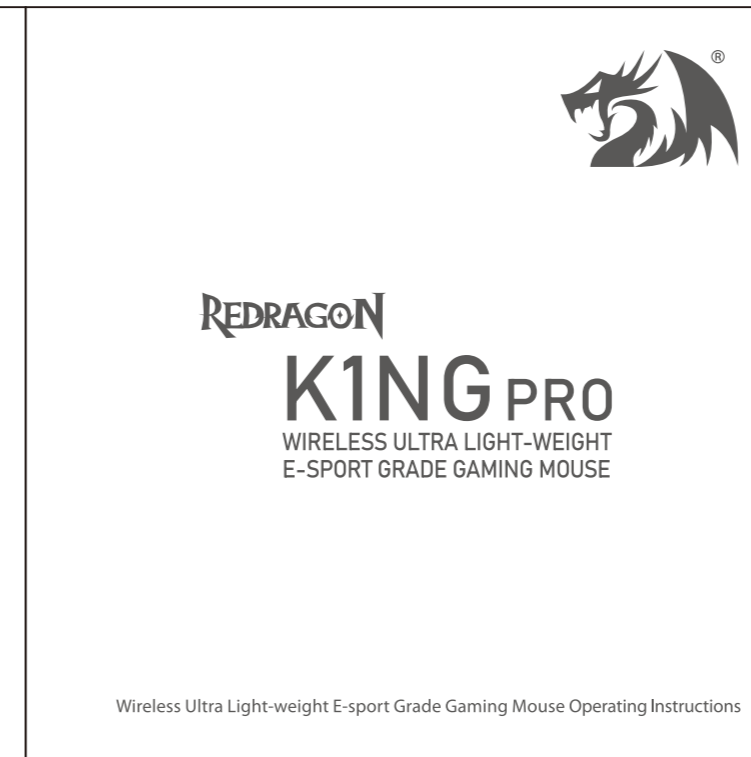 ®
REDRAGON
K1NG PRO
WIRELESS ULTRA LIGHT-WEIGHT
E-SPORT GRADE GAMING MOUSE
Wireless Ultra Light-weight E-sport Grade Gaming Mouse Operating Instructions